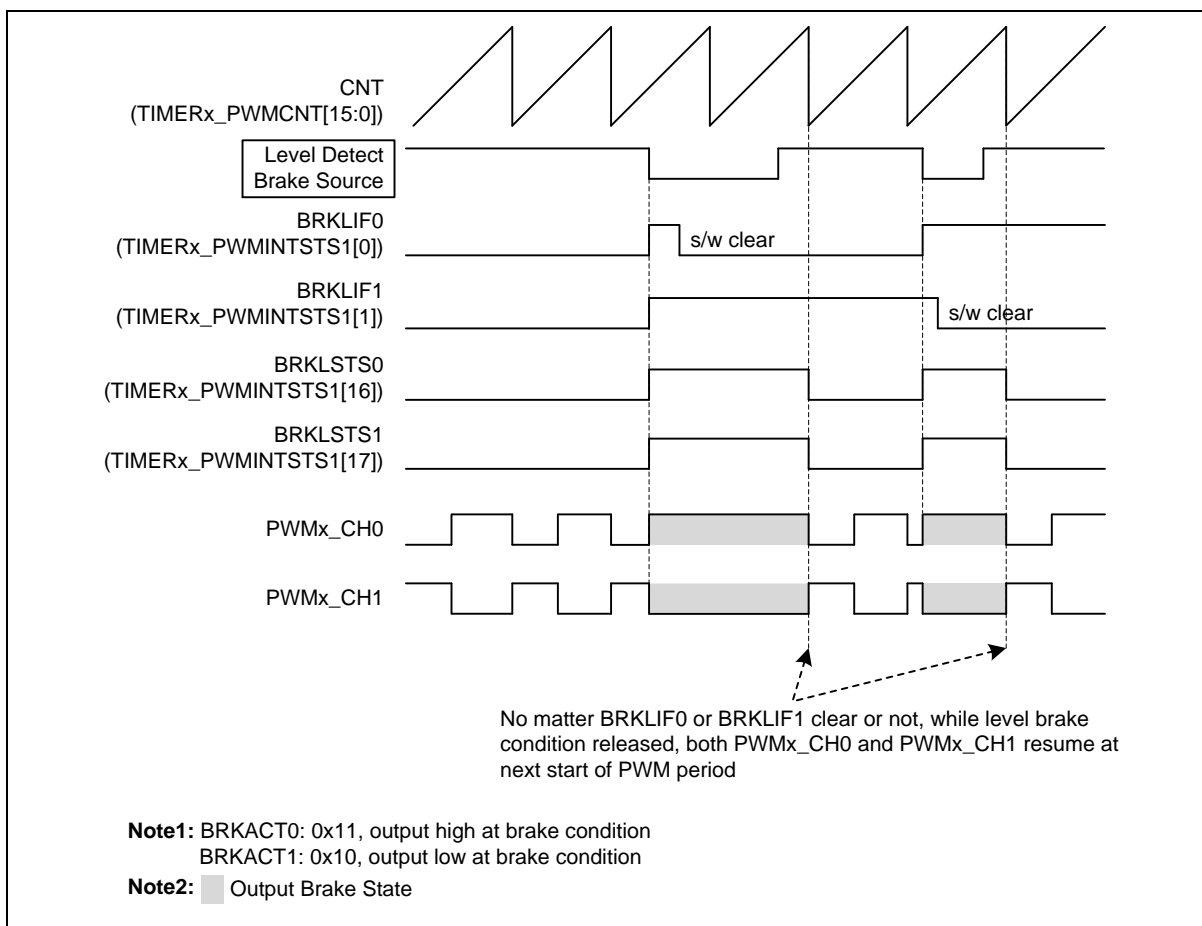 CNT
(TIMERx_PWMCNT[15:0])
Level Detect
Brake Source
BRKLIF0
(TIMERx_PWMINTSTS1[0])
s/w clear
BRKLIF1
(TIMERx_PWMINTSTS1[1])
s/w clear
BRKLSTS0
(TIMERx_PWMINTSTS1[16])
BRKLSTS1
(TIMERx_PWMINTSTS1[17])
PWMx_CH0
PWMx_CH1
No matter BRKLIF0 or BRKLIF1 clear or not, while level brake
condition released, both PWMx_CH0 and PWMx_CH1 resume at
next start of PWM period
Note1: BRKACT0: 0x11, output high at brake condition
BRKACT1: 0x10, output low at brake condition
Note2: Output Brake State